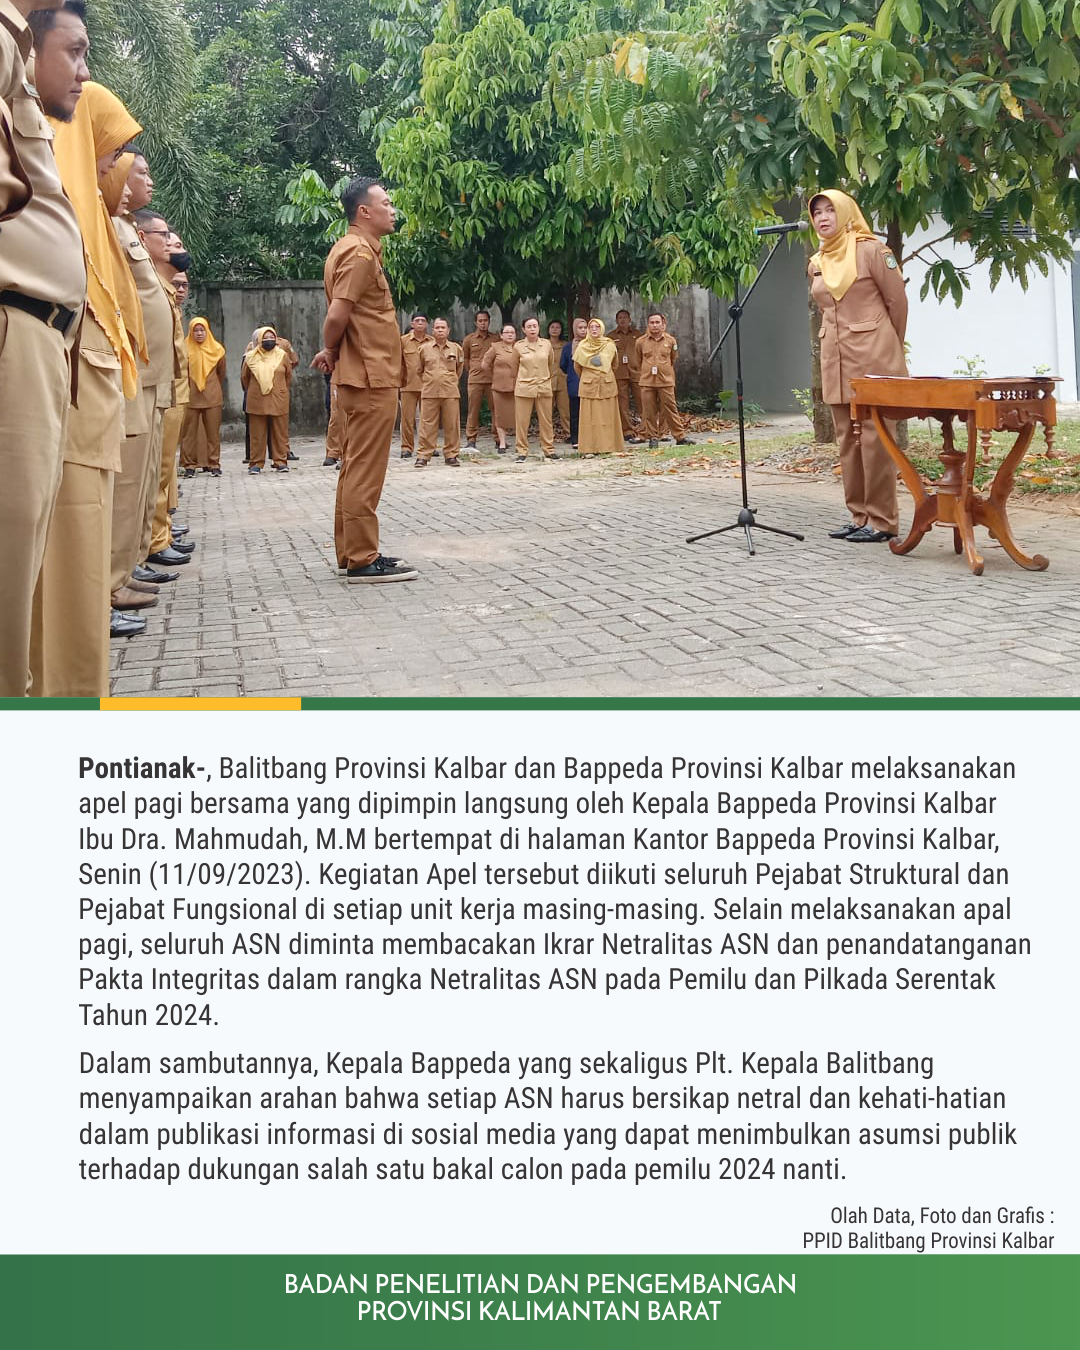 Pontianak-, Balitbang Provinsi Kalbar dan Bappeda Provinsi Kalbar melaksanakan
apel pagi bersama yang dipimpin langsung oleh Kepala Bappeda Provinsi Kalbar
Ibu Dra. Mahmudah, M.M bertempat di halaman Kantor Bappeda Provinsi Kalbar,
Senin (11/09/2023). Kegiatan Apel tersebut diikuti seluruh Pejabat Struktural dan
Pejabat Fungsional di setiap unit kerja masing-masing. Selain melaksanakan apal
pagi, seluruh ASN diminta membacakan Ikrar Netralitas ASN dan penandatanganan
Pakta Integritas dalam rangka Netralitas ASN pada Pemilu dan Pilkada Serentak
Tahun 2024.
Dalam sambutannya, Kepala Bappeda yang sekaligus Plt. Kepala Balitbang
menyampaikan arahan bahwa setiap ASN harus bersikap netral dan kehati-hatian
dalam publikasi informasi di sosial media yang dapat menimbulkan asumsi publik
terhadap dukungan salah satu bakal calon pada pemilu 2024 nanti.
Olah Data, Foto dan Grafis :
PPID Balitbang Provinsi Kalbar
BADAN PENELITIAN DAN PENGEMBANGAN
PROVINSI KALIMANTAN BARAT